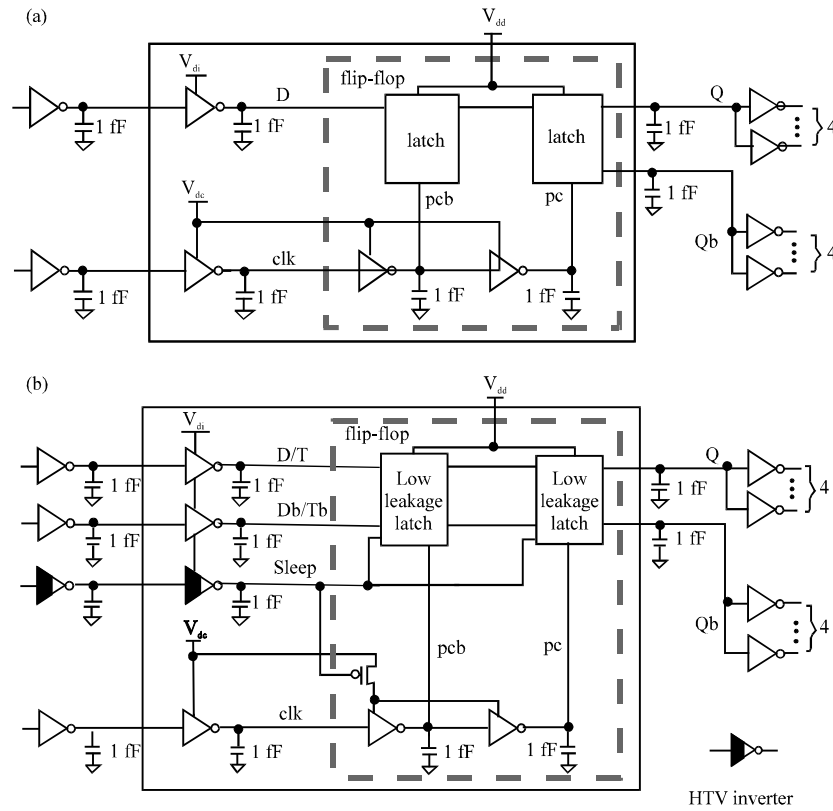 (a)
V_dd
V_di
flip-flop
D
Q
1 fF
1 fF
1 fF
4
latch
latch
1 fF
V_dc
pcb
pc
clk
Qb
4
1 fF
1 fF
1 fF
1 fF
(b)
V_dd
V_di
flip-flop
D/T
Q
1 fF
1 fF
Low leakage latch
Low leakage latch
1 fF
4
Db/Tb
1 fF
1 fF
1 fF
Sleep
1 fF
V_dc
Qb
4
pcb
pc
clk
1 fF
1 fF
1 fF
1 fF
HTV inverter